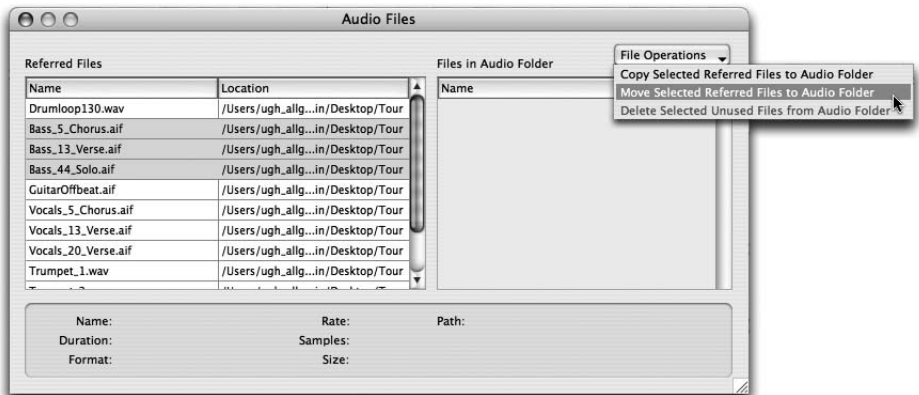 Audio Files
File Operations
Referred Files
Files in Audio Folder
Copy Selected Referred Files to Audio Folder
Move Selected Referred Files to Audio Folder
Delete Selected Unused Files from Audio Folder
Name Location
Drumloop130.wav /Users/ugh_allg...in/Desktop/Tour
Bass_5_Chorus.aif /Users/ugh_allg...in/Desktop/Tour
Bass_13_Verse.aif /Users/ugh_allg...in/Desktop/Tour
Bass_44_Solo.aif /Users/ugh_allg...in/Desktop/Tour
GuitarOffbeat.aif /Users/ugh_allg...in/Desktop/Tour
Vocals_5_Chorus.aif /Users/ugh_allg...in/Desktop/Tour
Vocals_13_Verse.aif /Users/ugh_allg...in/Desktop/Tour
Vocals_20_Verse.aif /Users/ugh_allg...in/Desktop/Tour
Trumpet_1.wav /Users/ugh_allg...in/Desktop/Tour
Name
Name: Rate: Path:
Duration: Samples:
Format: Size: